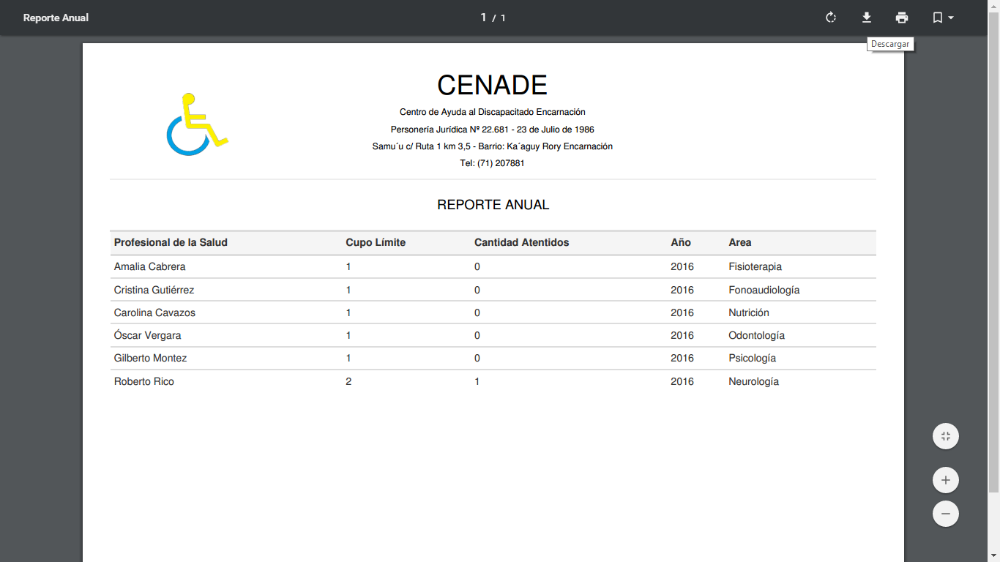 Reporte Anual
1 / 1
Descargar
CENADE
Centro de Ayuda al Discapacitado Encarnación
Personería Jurídica Nº 22.681 - 23 de Julio de 1986
Samu´u c/ Ruta 1 km 3,5 - Barrio: Ka´aguy Rory Encarnación
Tel: (71) 207881
REPORTE ANUAL
Profesional de la Salud Cupo Límite Cantidad Atentidos Año Area
Amalia Cabrera 1 0 2016 Fisioterapia
Cristina Gutiérrez 1 0 2016 Fonoaudiología
Carolina Cavazos 1 0 2016 Nutrición
Óscar Vergara 1 0 2016 Odontología
Gilberto Montez 1 0 2016 Psicología
Roberto Rico 2 1 2016 Neurología